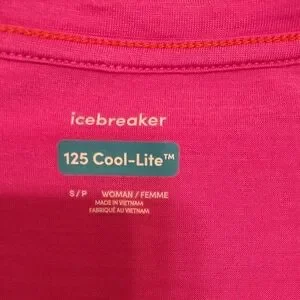 icebreaker
125 Cool-Lite™
S/P WOMAN / FEMME
MADE IN VIETNAM
FABRIQUÉ AU VIETNAM